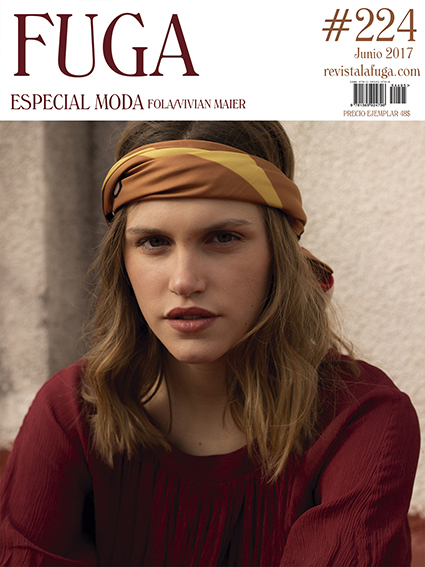 FUGA
#224
Junio 2017
revistalafuga.com
PRECIO EJEMPLAR 48$
ESPECIAL MODA FOLA/VIVIAN MAIER